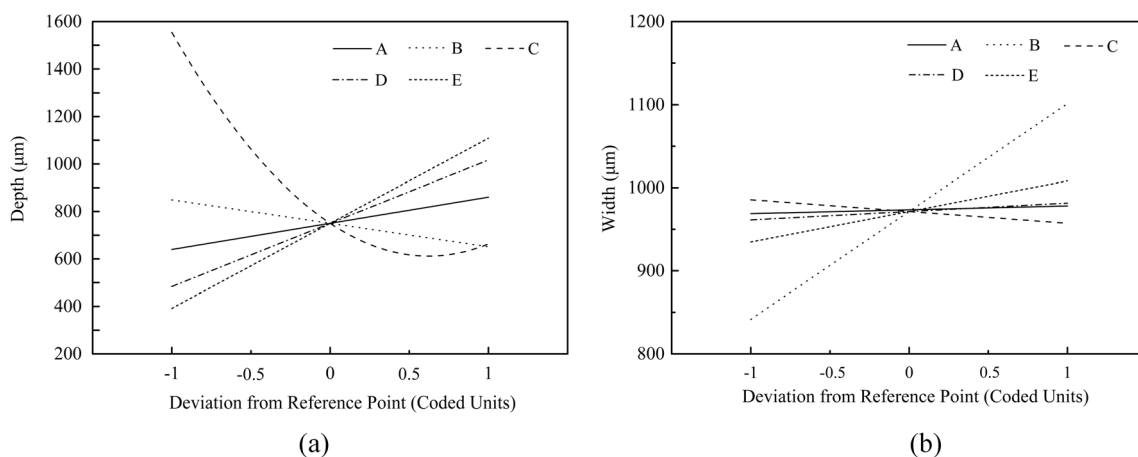 1600
1400
1200
1000
800
600
400
200
Depth (μm)
A B C
D E
-1 -0.5 0 0.5 1
Deviation from Reference Point (Coded Units)
(a)
1200
1100
1000
900
800
Width (μm)
A B C
D E
-1 -0.5 0 0.5 1
Deviation from Reference Point (Coded Units)
(b)